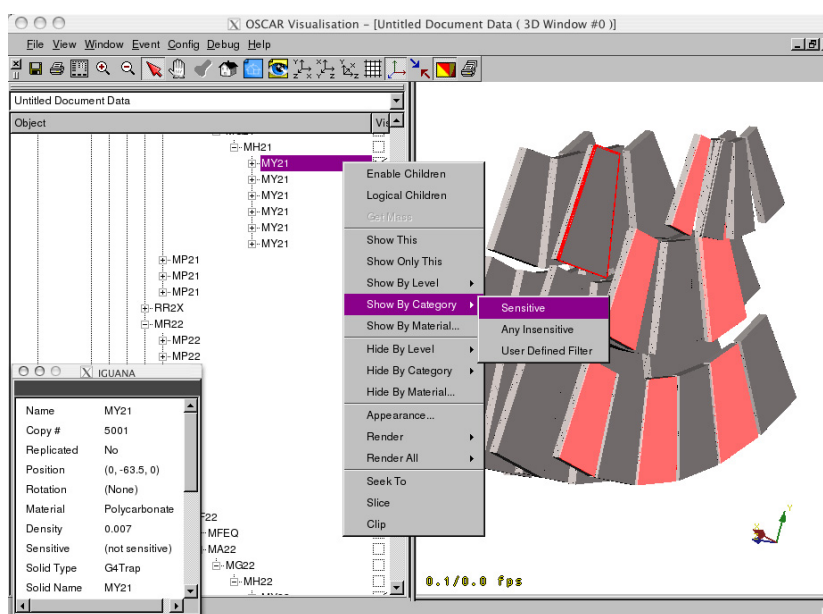 OSCAR Visualisation - [Untitled Document Data ( 3D Window #0 )]
File View Window Event Config Debug Help
Untitled Document Data
Object
MH21
MY21
MY21
MY21
MY21
MY21
MY21
MP21
MP21
MP21
RR2X
MR22
MP22
MP22
MFEQ
MA22
MG22
MH22
Enable Children
Logical Children
Get Mass
Show This
Show Only This
Show By Level
Show By Category
Show By Material...
Hide By Level
Hide By Category
Hide By Material...
Appearance...
Render
Render All
Seek To
Slice
Clip
Sensitive
Any Insensitive
User Defined Filter
IGUANA
Name MY21
Copy # 5001
Replicated No
Position (0, -63.5, 0)
Rotation (None)
Material Polycarbonate
Density 0.007
Sensitive (not sensitive)
Solid Type G4Trap
Solid Name MY21
0.1/0.0 fps